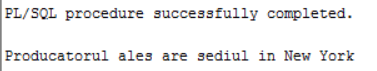 PL/SQL procedure successfully completed.
Producatorul ales are sediul in New York